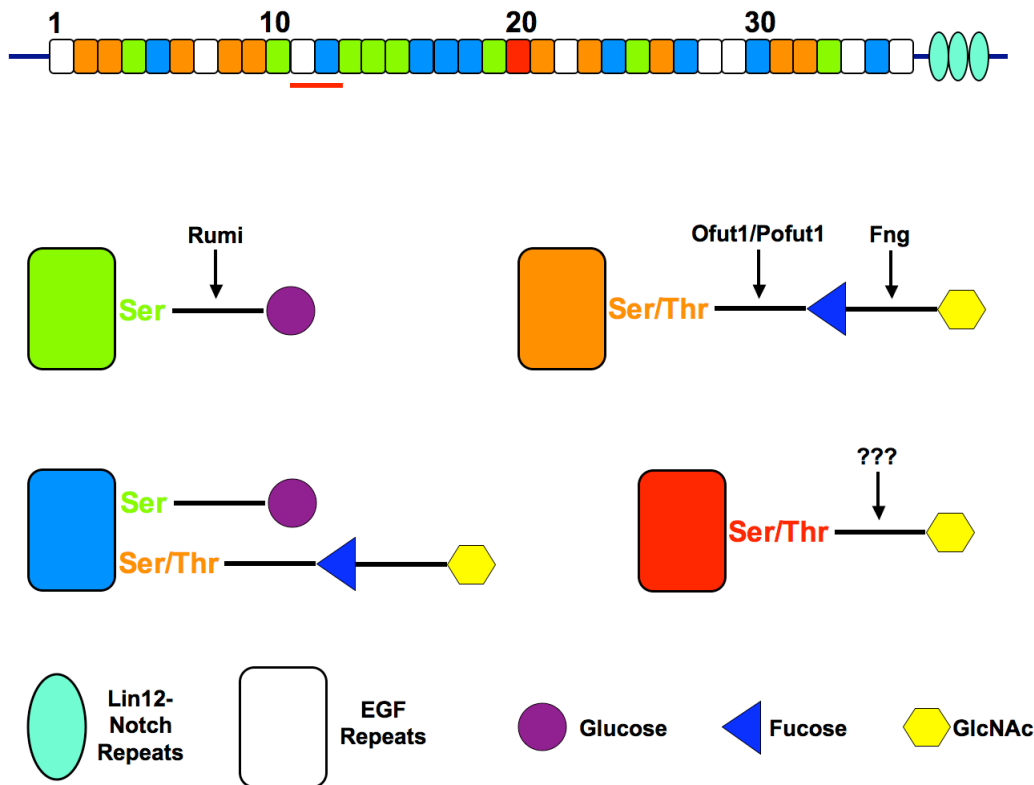 1 10 20 30
Rumi
Ofut1/Pofut1 Fng
Ser
Ser/Thr
???
Ser
Ser/Thr
Ser/Thr
Lin12-
Notch
Repeats
EGF
Repeats
Glucose
Fucose
GlcNAc